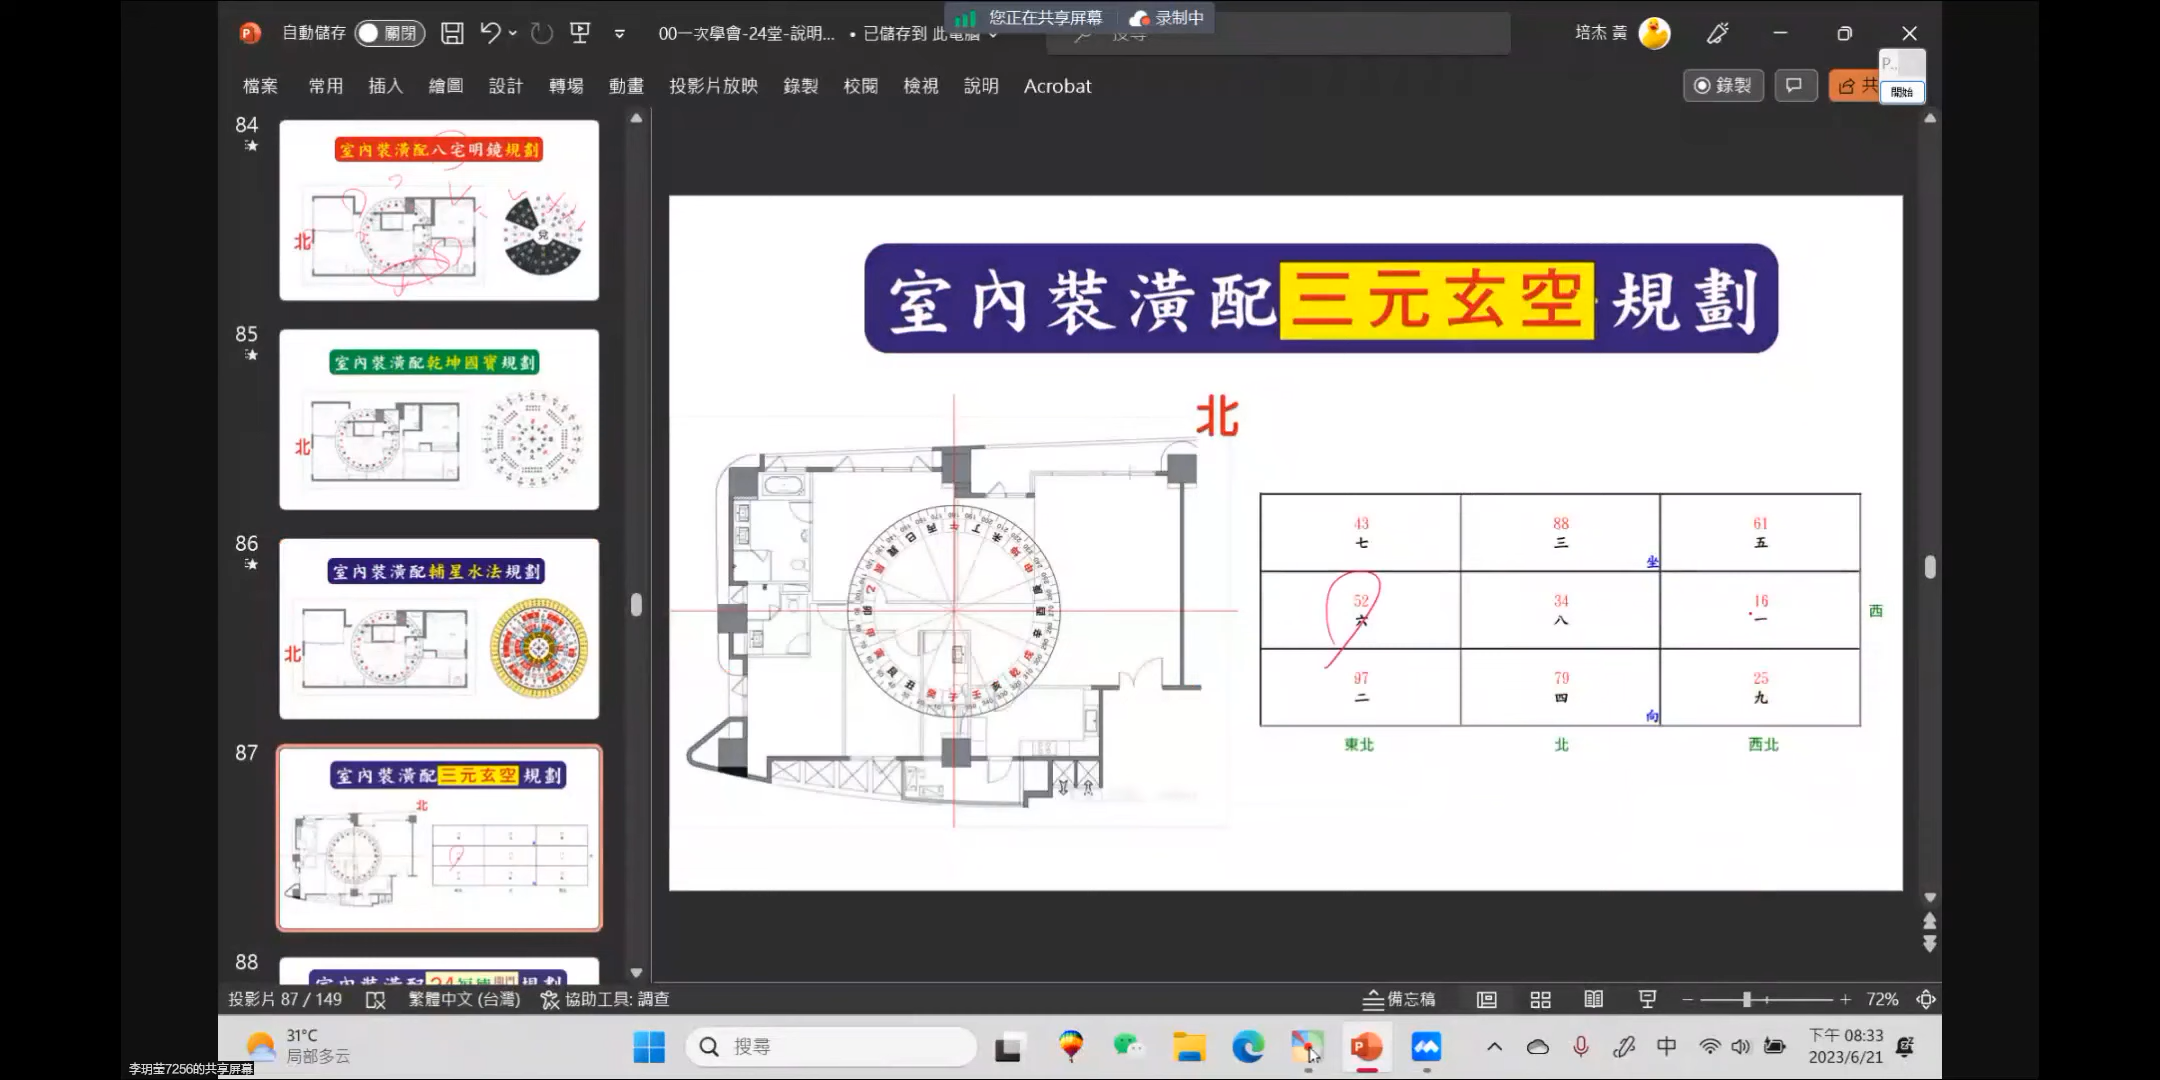 您正在共享屏幕 录制中
自動儲存 關閉 00一次學會-24堂-說明... • 已儲存到 此電腦 搜尋 培杰 黃
檔案 常用 插入 繪圖 設計 轉場 動畫 投影片放映 錄製 校閱 檢視 說明 Acrobat 錄製 共
P...
開始
84
室內裝潢配八宅明鏡規劃
北
兌
85
室內裝潢配乾坤國寶規劃
北
86
室內裝潢配輔星水法規劃
北
87
室內裝潢配三元玄空規劃
北
88
室內裝潢配三元玄空規劃
北
43 88 61
七 三 五
坐
52 34 16
六 八 一
西
97 79 25
二 四 九
向
東北 北 西北
投影片 87 / 149 繁體中文 (台灣) 協助工具: 調查 備忘稿 72%
31°C
局部多云
搜尋
中
下午 08:33
2023/6/21
李玥莹7256的共享屏幕